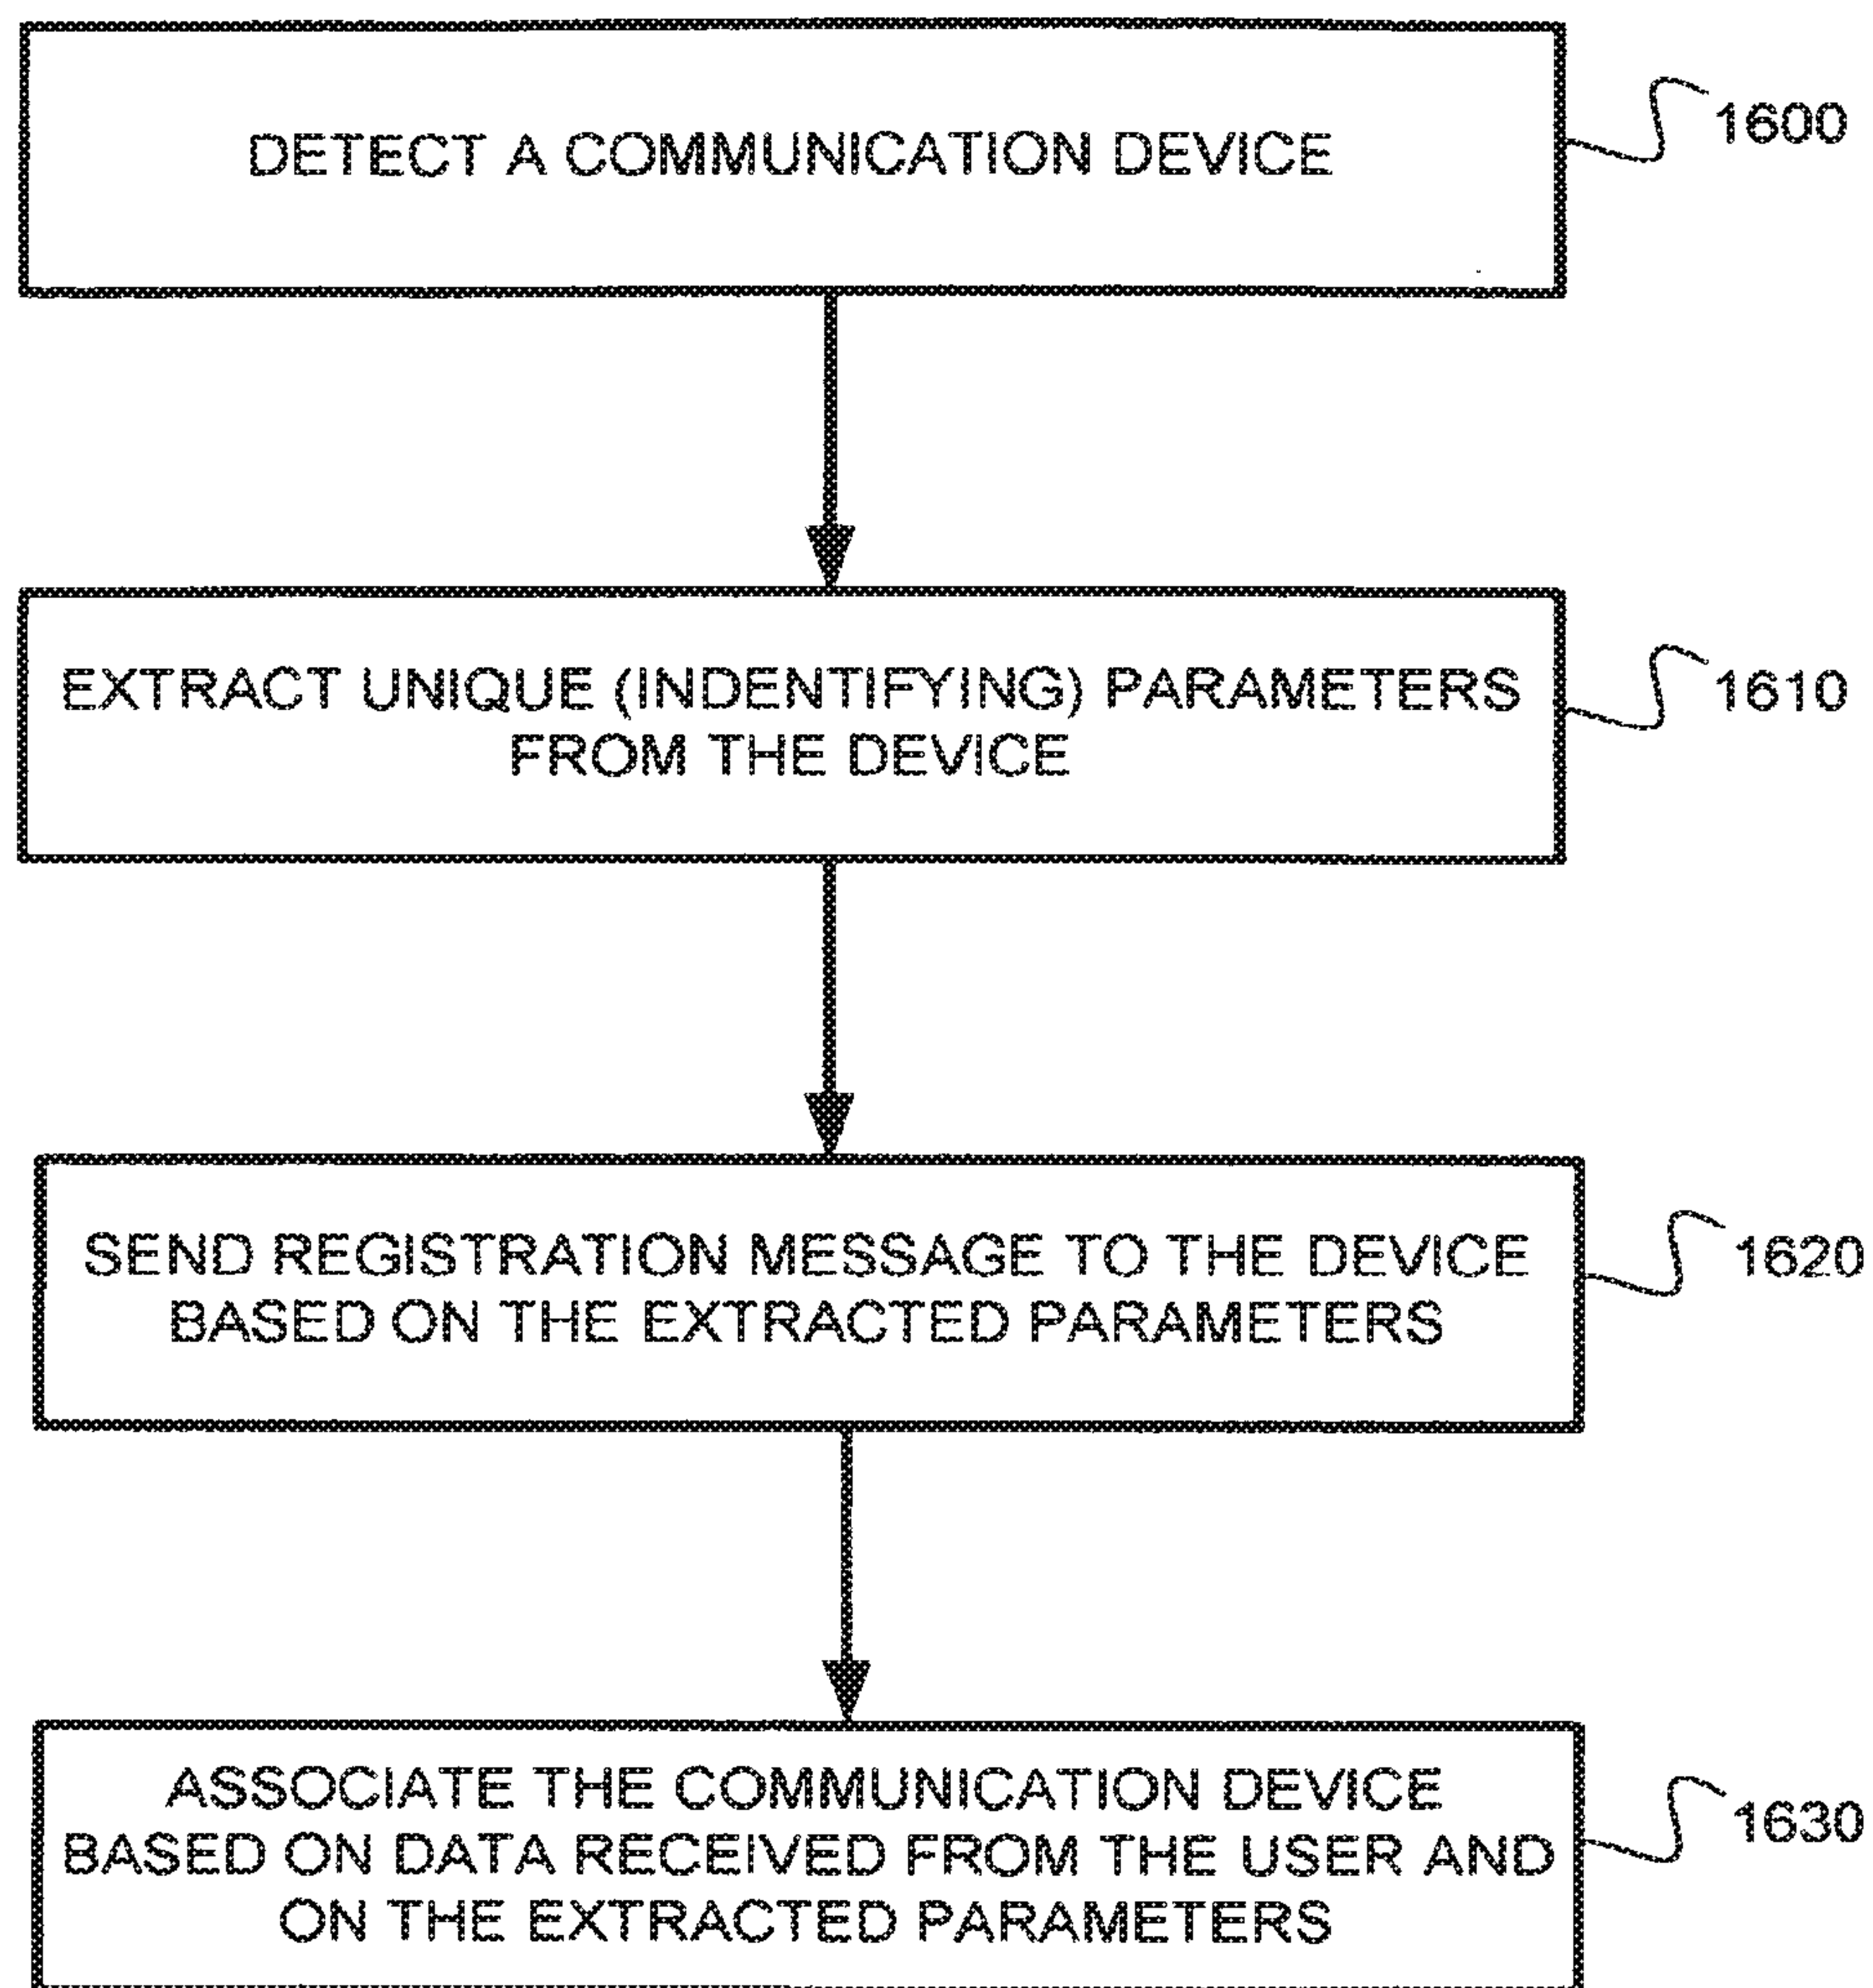 DETECT A COMMUNICATION DEVICE
1600
EXTRACT UNIQUE (INDENTIFYING) PARAMETERS
FROM THE DEVICE
1610
SEND REGISTRATION MESSAGE TO THE DEVICE
BASED ON THE EXTRACTED PARAMETERS
1620
ASSOCIATE THE COMMUNICATION DEVICE
BASED ON DATA RECEIVED FROM THE USER AND
ON THE EXTRACTED PARAMETERS
1630